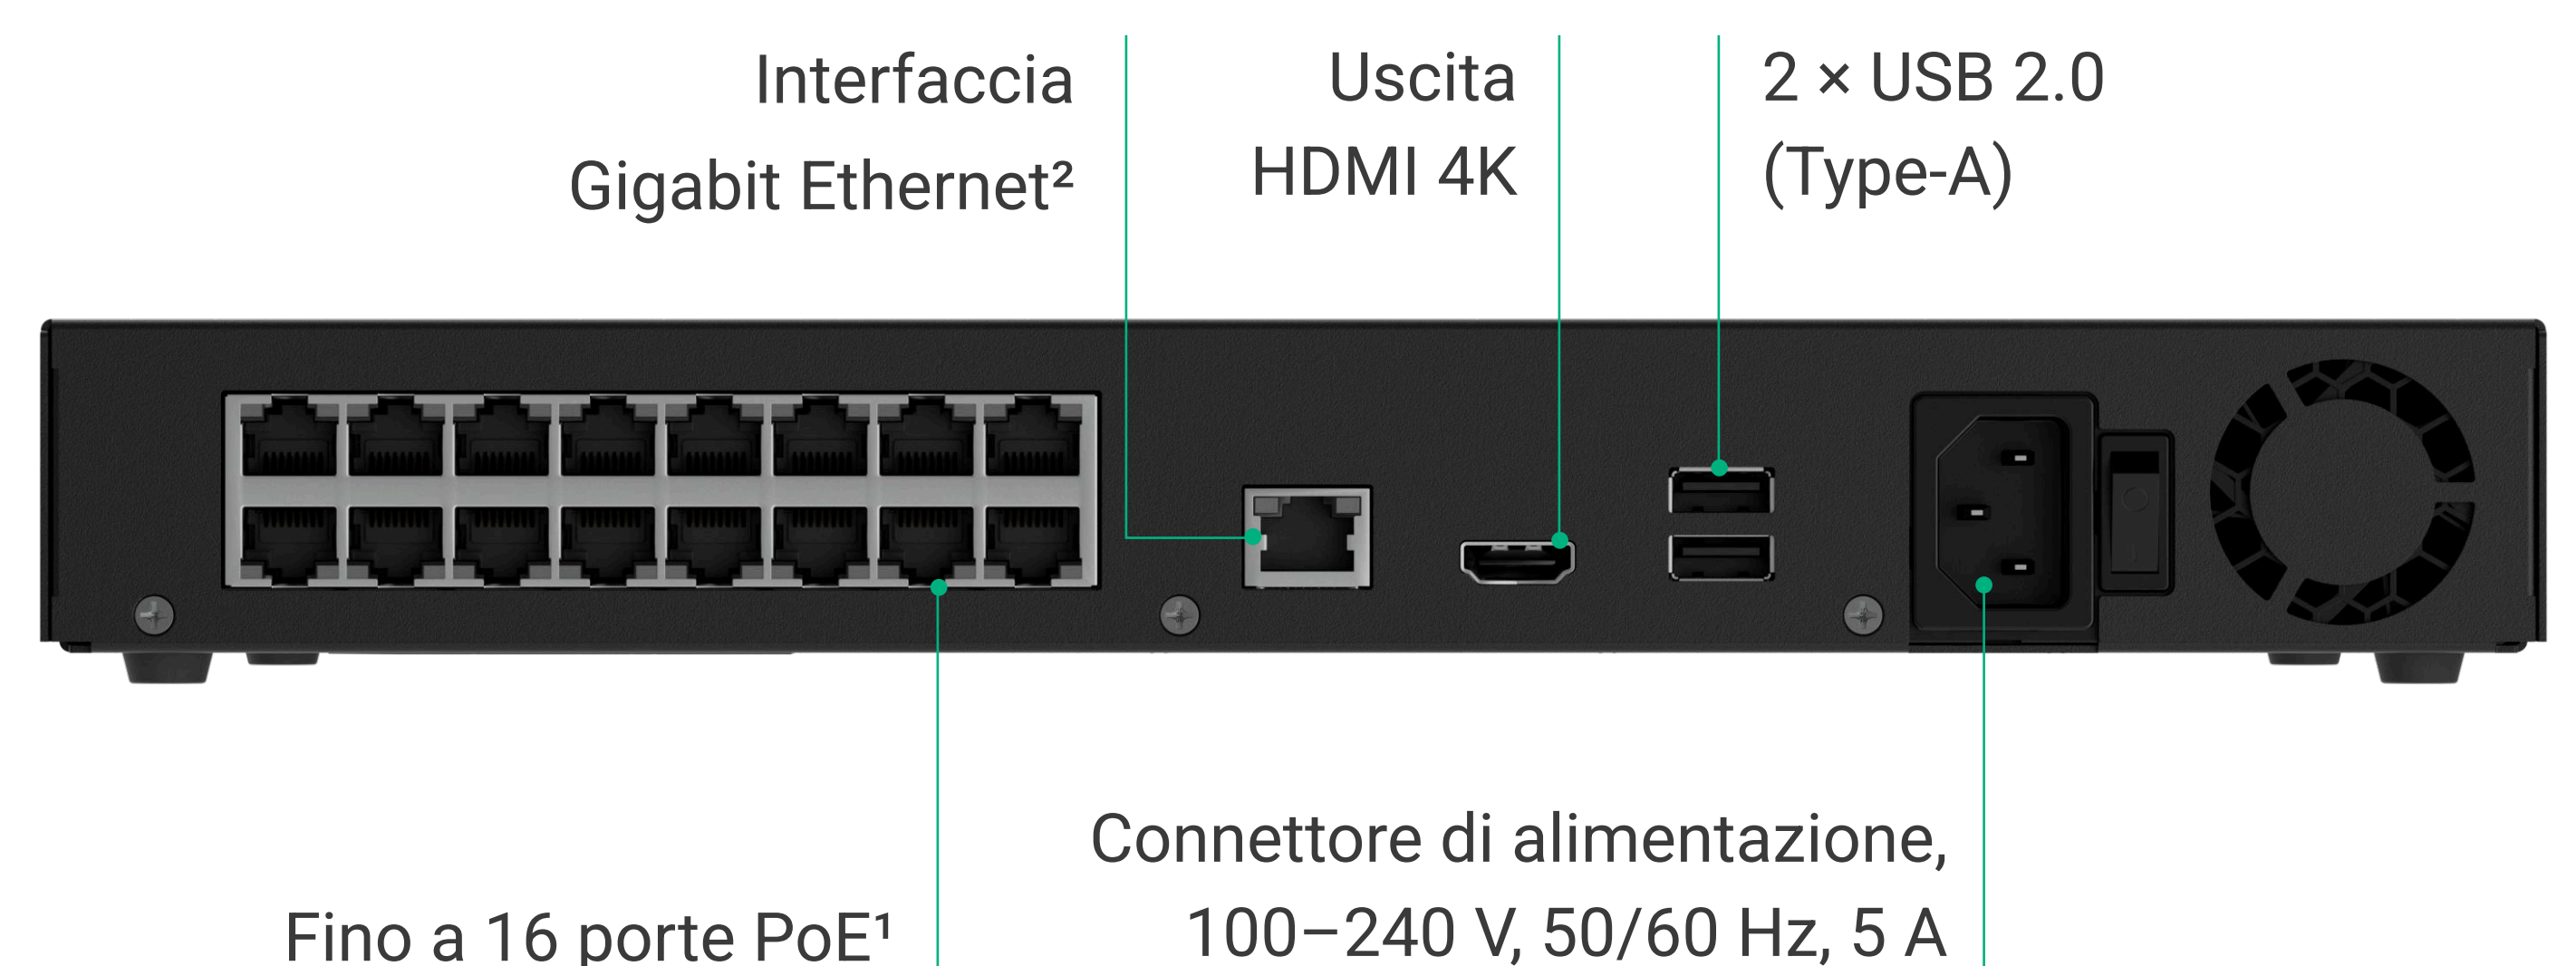 Interfaccia
Gigabit Ethernet²
Uscita
HDMI 4K
2 × USB 2.0
(Type-A)
Connettore di alimentazione,
100–240 V, 50/60 Hz, 5 A
Fino a 16 porte PoE¹